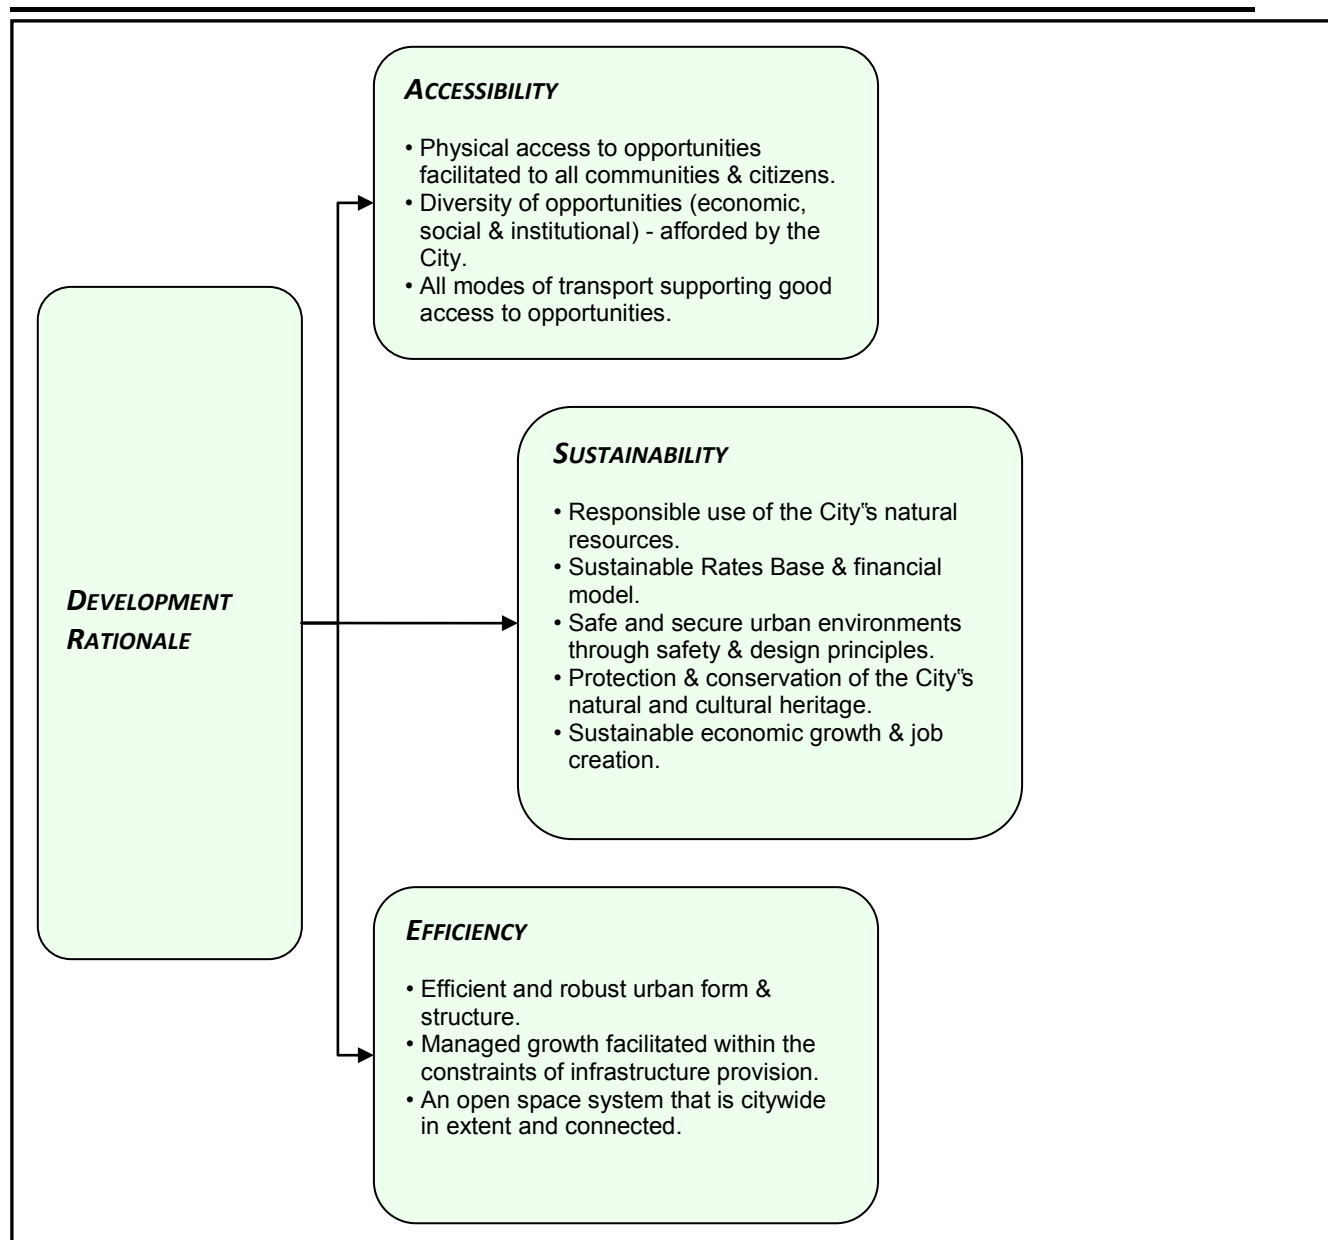 ACCESSIBILITY
• Physical access to opportunities
facilitated to all communities & citizens.
• Diversity of opportunities (economic,
social & institutional) - afforded by the
City.
• All modes of transport supporting good
access to opportunities.
DEVELOPMENT
RATIONALE
SUSTAINABILITY
• Responsible use of the City‟s natural
resources.
• Sustainable Rates Base & financial
model.
• Safe and secure urban environments
through safety & design principles.
• Protection & conservation of the City‟s
natural and cultural heritage.
• Sustainable economic growth & job
creation.
EFFICIENCY
• Efficient and robust urban form &
structure.
• Managed growth facilitated within the
constraints of infrastructure provision.
• An open space system that is citywide
in extent and connected.